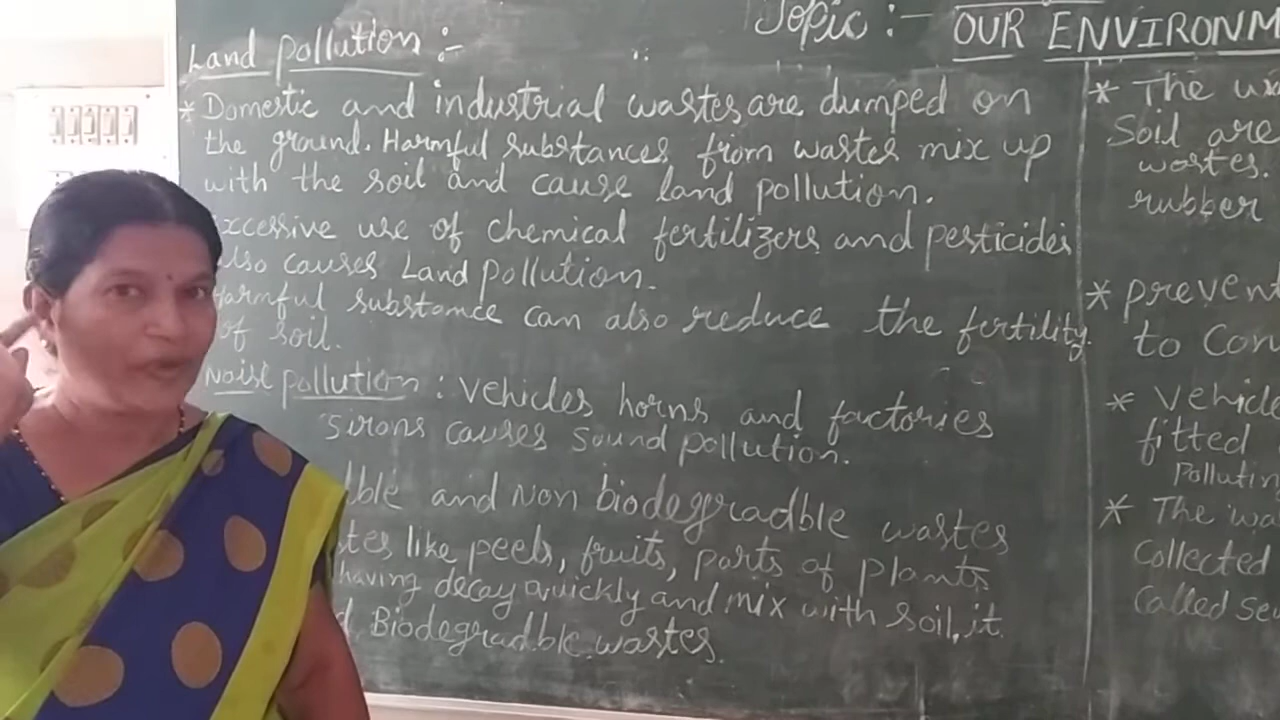 Topic :- OUR ENVIRONM
Land pollution :-
* Domestic and industrial wastes are dumped on
the ground. Harmful substances from wastes mix up
with the soil and cause land pollution.
xcessive use of chemical fertilizers and pesticides
lso causes Land pollution.
Harmful substance can also reduce the fertility
of soil.
Noise pollution : Vehicles horns and factories
sirons causes sound pollution.
ble and Non biodegradble wastes
tes like peels, fruits, parts of plants
having decay quickly and mix with soil, it
d Biodegradble wastes.
* The wa
Soil are
wastes.
rubber
* prevent
to Con
* Vehicle
fitted
Pollutin
* The wa
Collected
Called Se